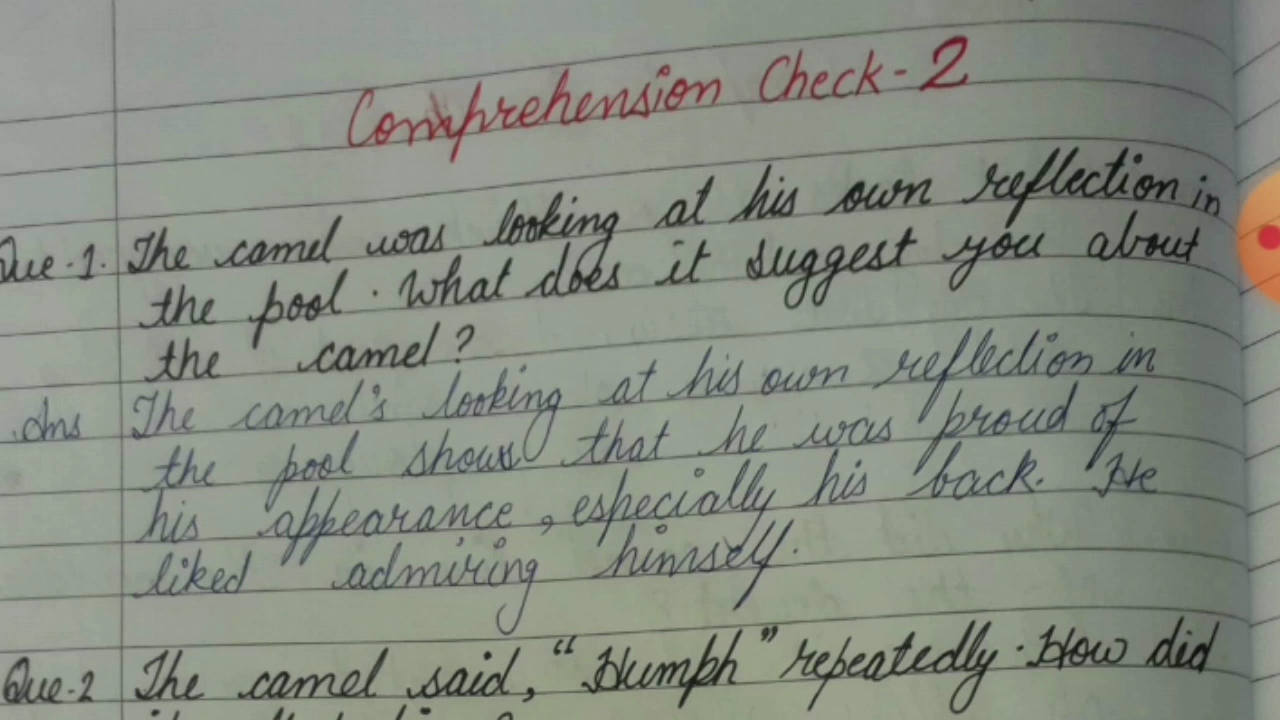 Comprehension Check-2
Que.1. The camel was looking at his own reflection in
the pool. What does it suggest you about
the camel?
Ans The camel's looking at his own reflection in
the pool shows that he was proud of
his appearance, especially his back. He
liked admiring himself.
Que.2 The camel said, "Humph" repeatedly. How did